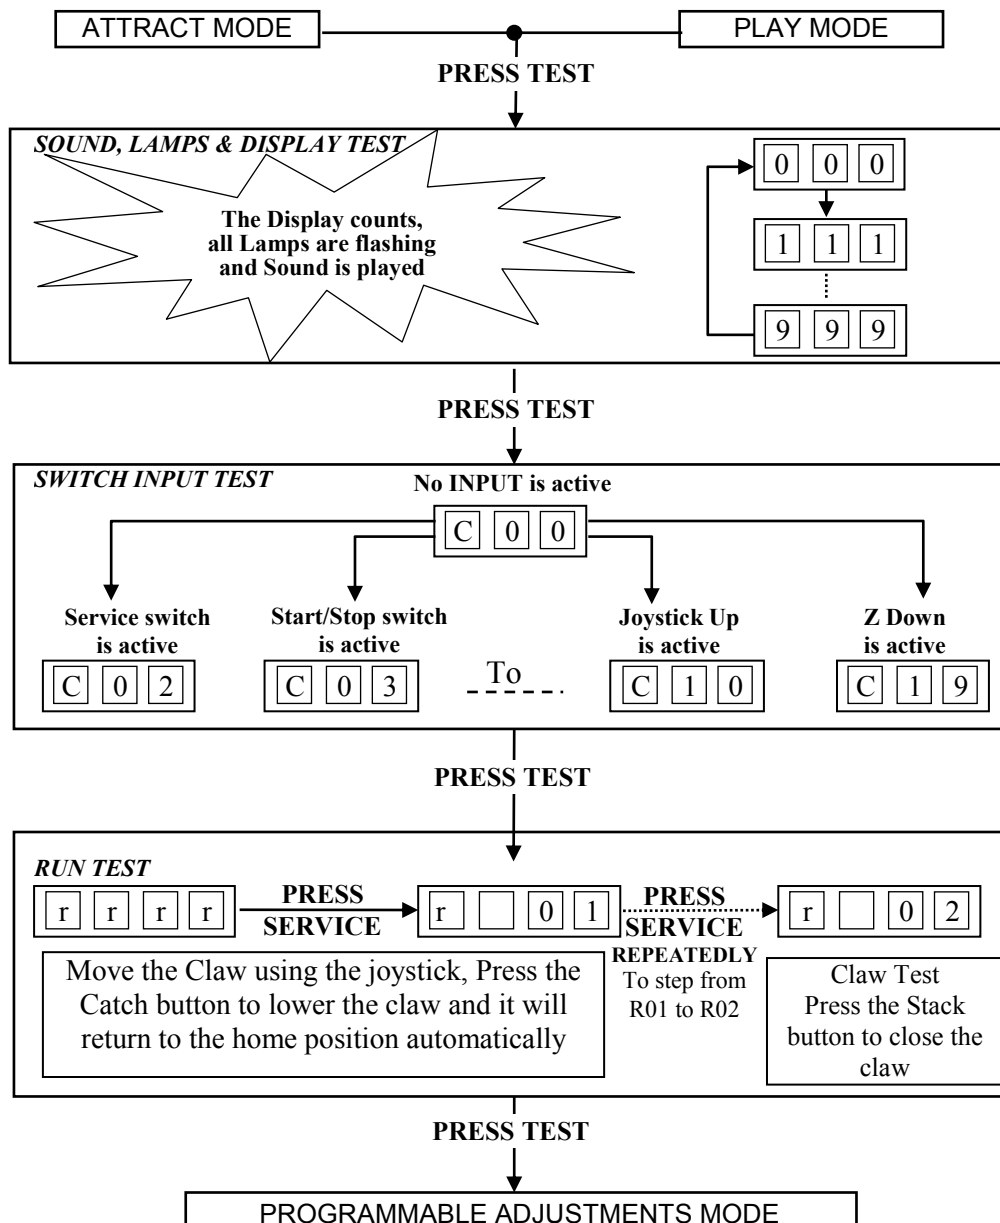 ATTRACT MODE
PLAY MODE
PRESS TEST
SOUND, LAMPS & DISPLAY TEST
The Display counts,
all Lamps are flashing
and Sound is played
0 0 0
1 1 1
9 9 9
PRESS TEST
SWITCH INPUT TEST
No INPUT is active
C 0 0
Service switch
is active
C 0 2
Start/Stop switch
is active
C 0 3
To
Joystick Up
is active
C 1 0
Z Down
is active
C 1 9
PRESS TEST
RUN TEST
r r r r
PRESS
SERVICE
r 0 1
PRESS
SERVICE
REPEATEDLY
To step from
R01 to R02
r 0 2
Move the Claw using the joystick, Press the
Catch button to lower the claw and it will
return to the home position automatically
Claw Test
Press the Stack
button to close the
claw
PRESS TEST
PROGRAMMABLE ADJUSTMENTS MODE